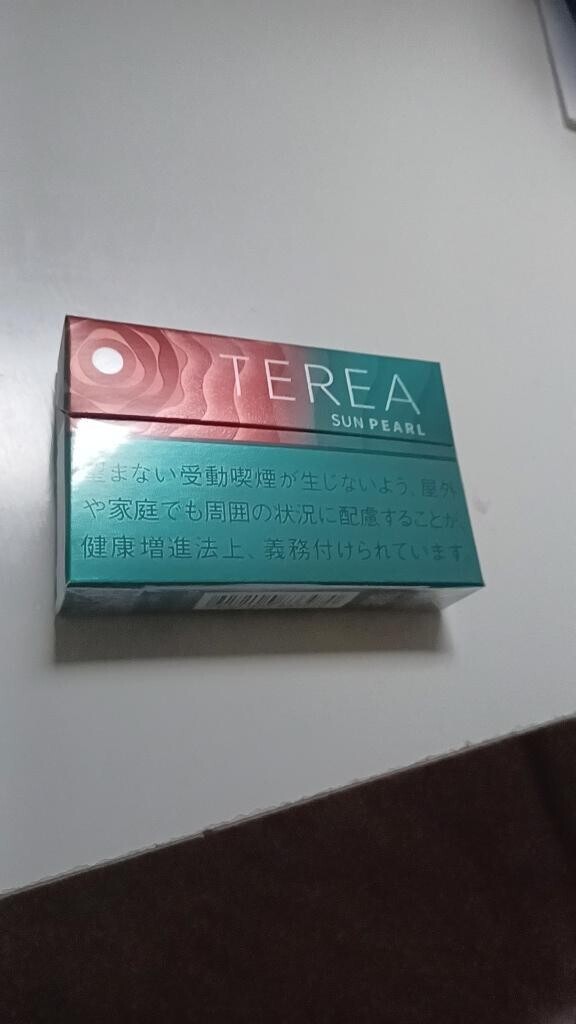 TEREA
SUN PEARL
望まない受動喫煙が生じないよう、屋外
や家庭でも周囲の状況に配慮することが、
健康増進法上、義務付けられています